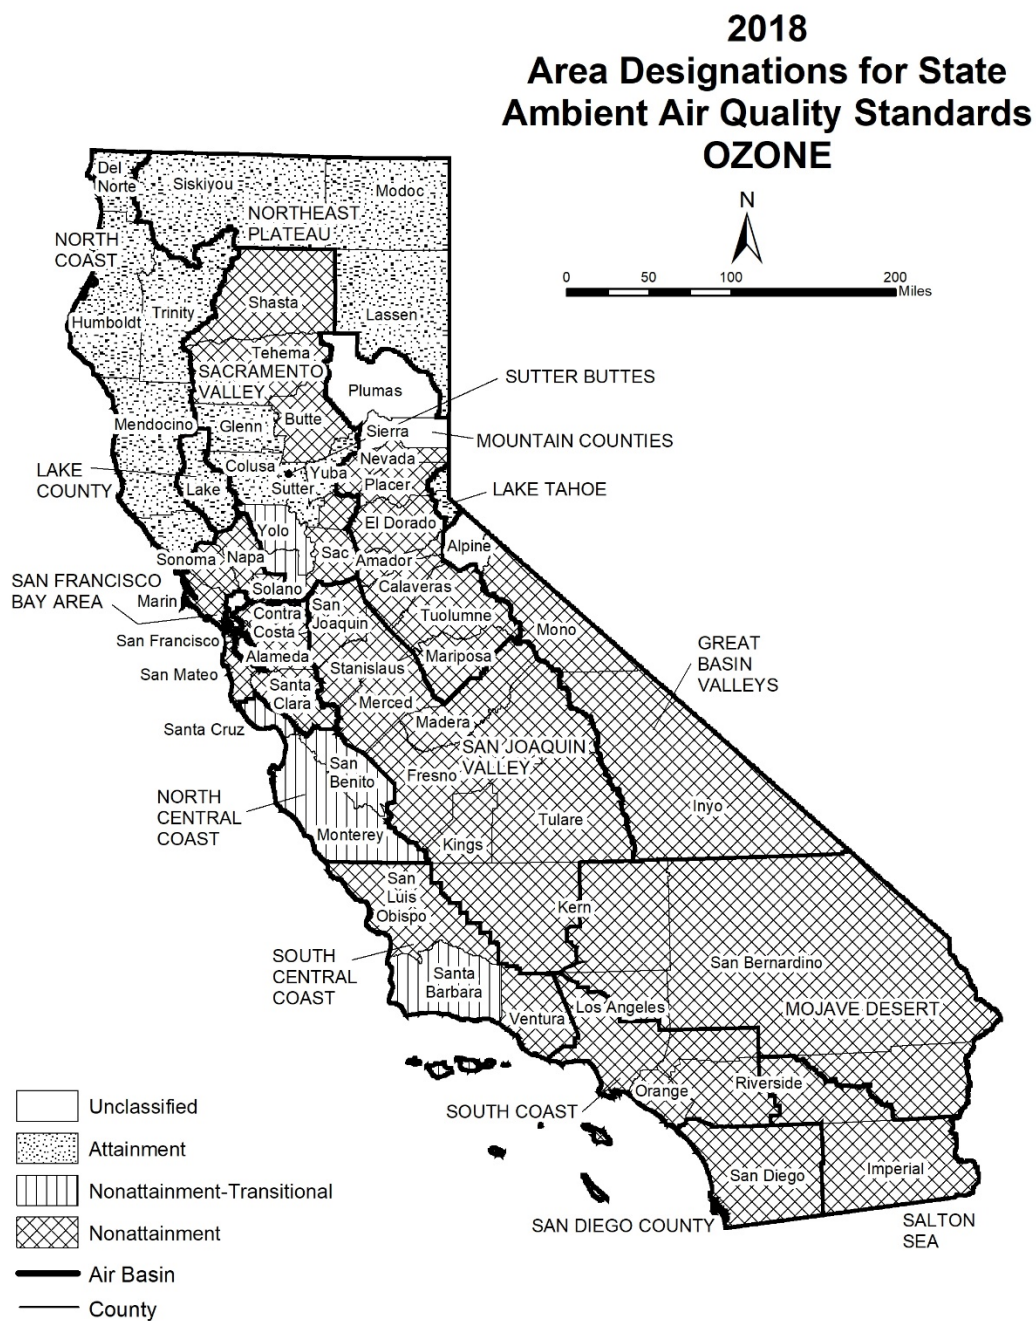 2018
Area Designations for State
Ambient Air Quality Standards
OZONE
N
0 50 100 200
Miles
Del
Norte
Siskiyou
Modoc
NORTHEAST
PLATEAU
NORTH
COAST
Shasta
Trinity
Humboldt
Lassen
Tehema
SACRAMENTO
VALLEY
Plumas
SUTTER BUTTES
Butte
Mendocino
Glenn
Sierra
MOUNTAIN COUNTIES
Nevada
Colusa
Yuba
LAKE
COUNTY
Lake
Sutter
Placer
LAKE TAHOE
El Dorado
Yolo
Alpine
Sonoma
Napa
Sac
Amador
SAN FRANCISCO
BAY AREA
Solano
Calaveras
Marin
Contra
Costa
San
Joaquin
Tuolumne
Mono
San Francisco
Alameda
Mariposa
GREAT
BASIN
VALLEYS
San Mateo
Stanislaus
Santa
Clara
Merced
Santa Cruz
Madera
SAN JOAQUIN
VALLEY
San
Benito
Fresno
NORTH
CENTRAL
COAST
Inyo
Tulare
Monterey
Kings
San
Luis
Obispo
Kern
SOUTH
CENTRAL
COAST
Santa
Barbara
San Bernardino
Ventura
Los Angeles
MOJAVE DESERT
Orange
Riverside
SOUTH COAST
San Diego
Imperial
SAN DIEGO COUNTY
SALTON
SEA
Unclassified
Attainment
Nonattainment-Transitional
Nonattainment
Air Basin
County